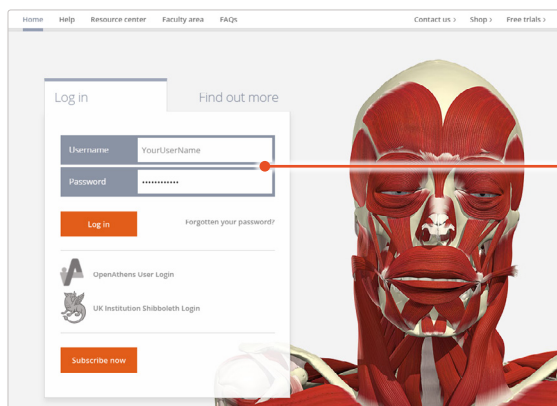 Home Help Resource center Faculty area FAQs Contact us > Shop > Free trials >
Log in Find out more
Username YourUserName
Password ••••••••••••
Log in Forgotten your password?
OpenAthens User Login
UK Institution Shibboleth Login
Subscribe now